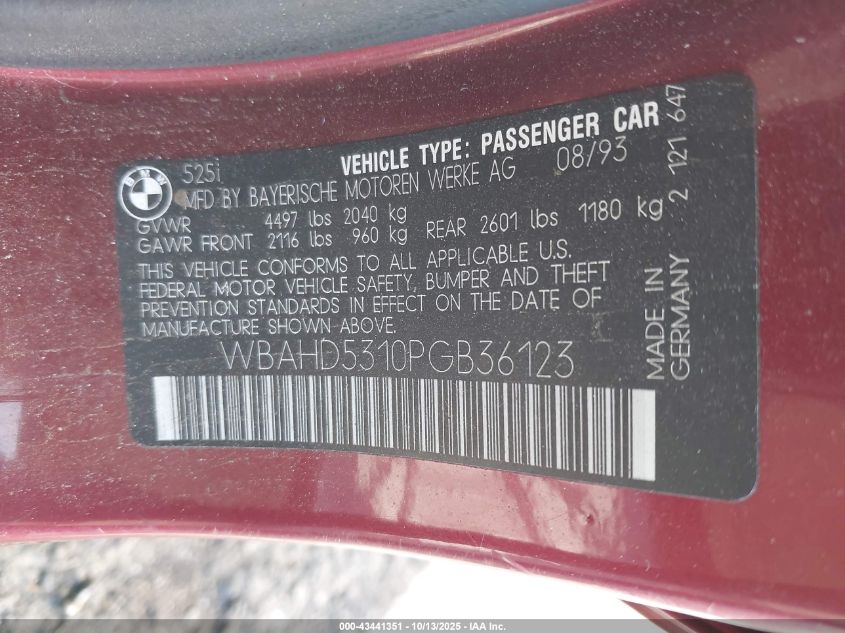 BMW
525i VEHICLE TYPE: PASSENGER CAR
MFD BY BAYERISCHE MOTOREN WERKE AG 08/93
GVWR 4497 lbs 2040 kg
GAWR FRONT 2116 lbs 960 kg REAR 2601 lbs 1180 kg
THIS VEHICLE CONFORMS TO ALL APPLICABLE U.S.
FEDERAL MOTOR VEHICLE SAFETY, BUMPER AND THEFT
PREVENTION STANDARDS IN EFFECT ON THE DATE OF
MANUFACTURE SHOWN ABOVE.
WBAHD5310PGB36123
MADE IN
GERMANY
2 121 647
000-43441351 - 10/13/2025 - IAA Inc.